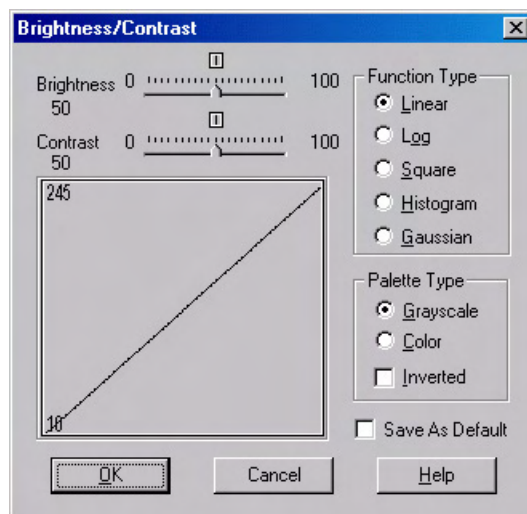 Brightness/Contrast
Brightness 0 100
50
Contrast 0 100
50
245
10
Function Type
Linear
Log
Square
Histogram
Gaussian
Palette Type
Grayscale
Color
Inverted
Save As Default
OK Cancel Help